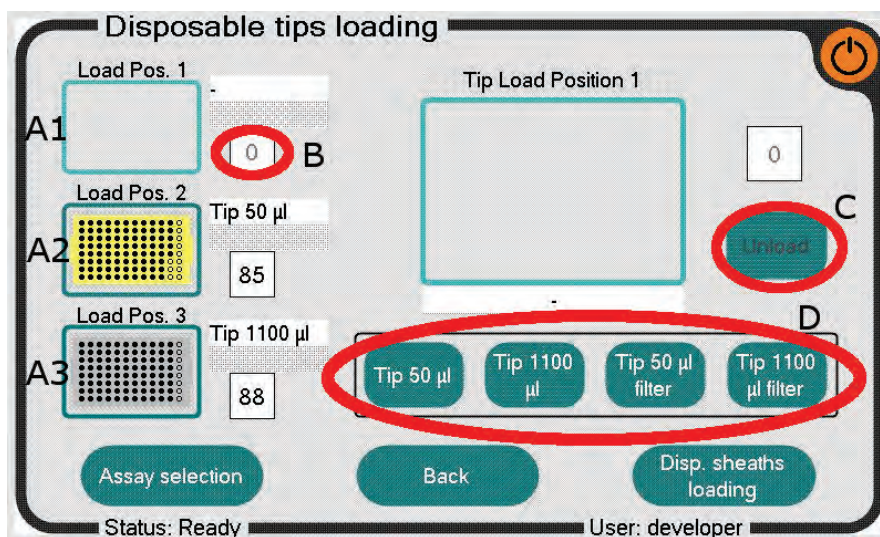 Disposable tips loading
Load Pos. 1
-
A1
0
B
Load Pos. 2
Tip 50 µl
A2
85
Load Pos. 3
Tip 1100 µl
A3
88
Tip Load Position 1
0
C
Unload
-
D
Tip 50 µl
Tip 1100
µl
Tip 50 µl
filter
Tip 1100
µl filter
Assay selection
Back
Disp. sheaths
loading
Status: Ready
User: developer